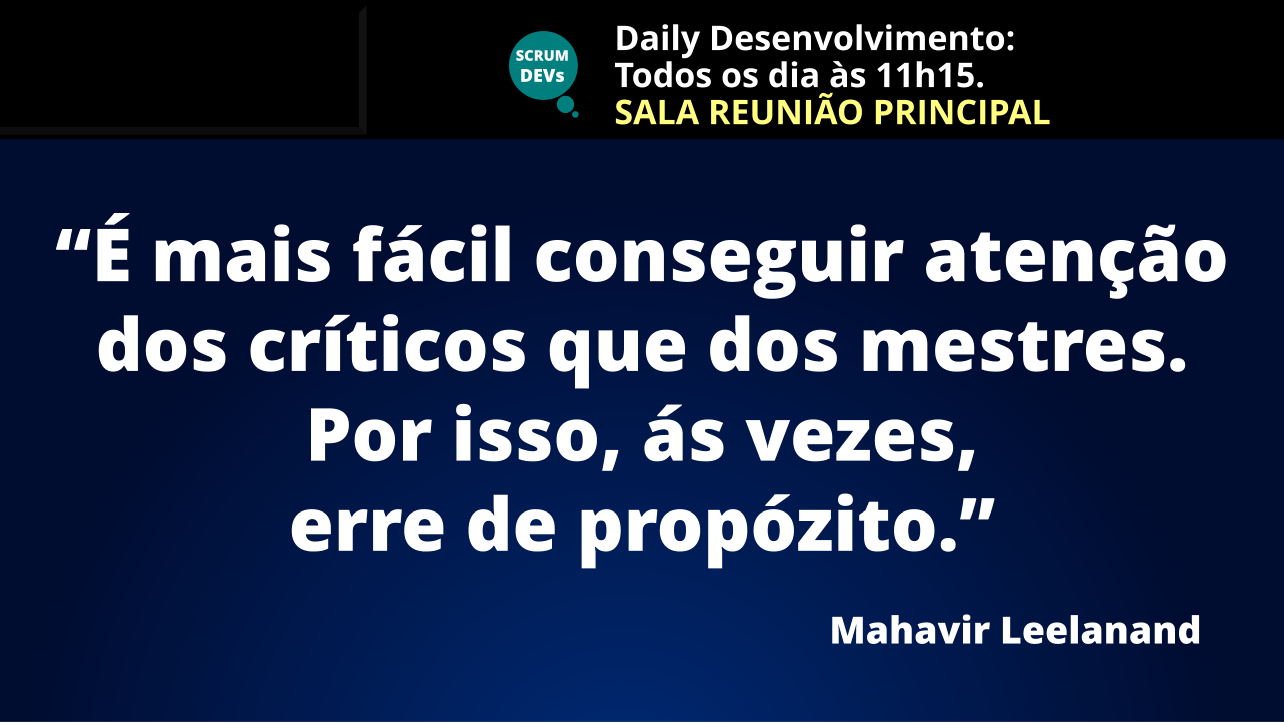 SCRUM
DEVs
Daily Desenvolvimento:
Todos os dia às 11h15.
SALA REUNIÃO PRINCIPAL
“É mais fácil conseguir atenção
dos críticos que dos mestres.
Por isso, ás vezes,
erre de propózito.”
Mahavir Leelanand